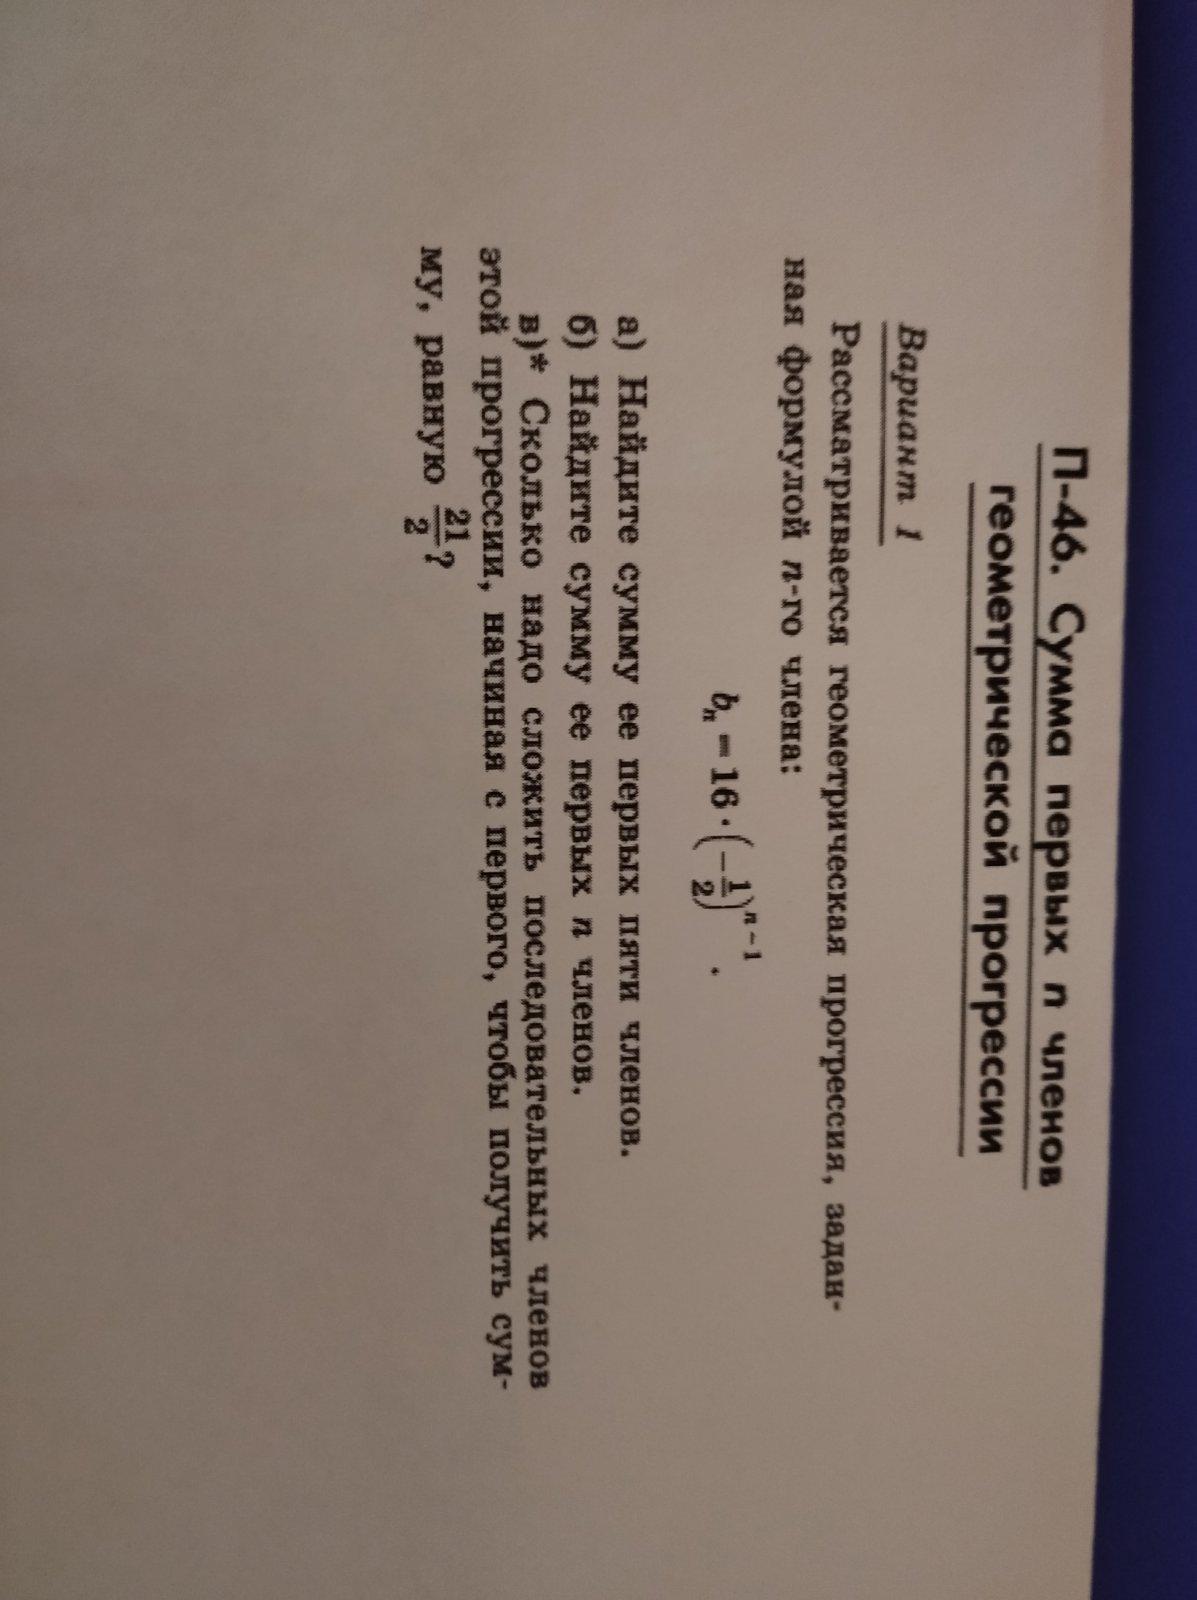 П-46. Сумма первых n членов
геометрической прогрессии
Вариант 1
Рассматривается геометрическая прогрессия, задан-
ная формулой n-го члена:
bₙ = 16 · (−1/2)ⁿ⁻¹.
а) Найдите сумму ее первых пяти членов.
б) Найдите сумму ее первых n членов.
в)* Сколько надо сложить последовательных членов
этой прогрессии, начиная с первого, чтобы получить сум-
му, равную 21/2?